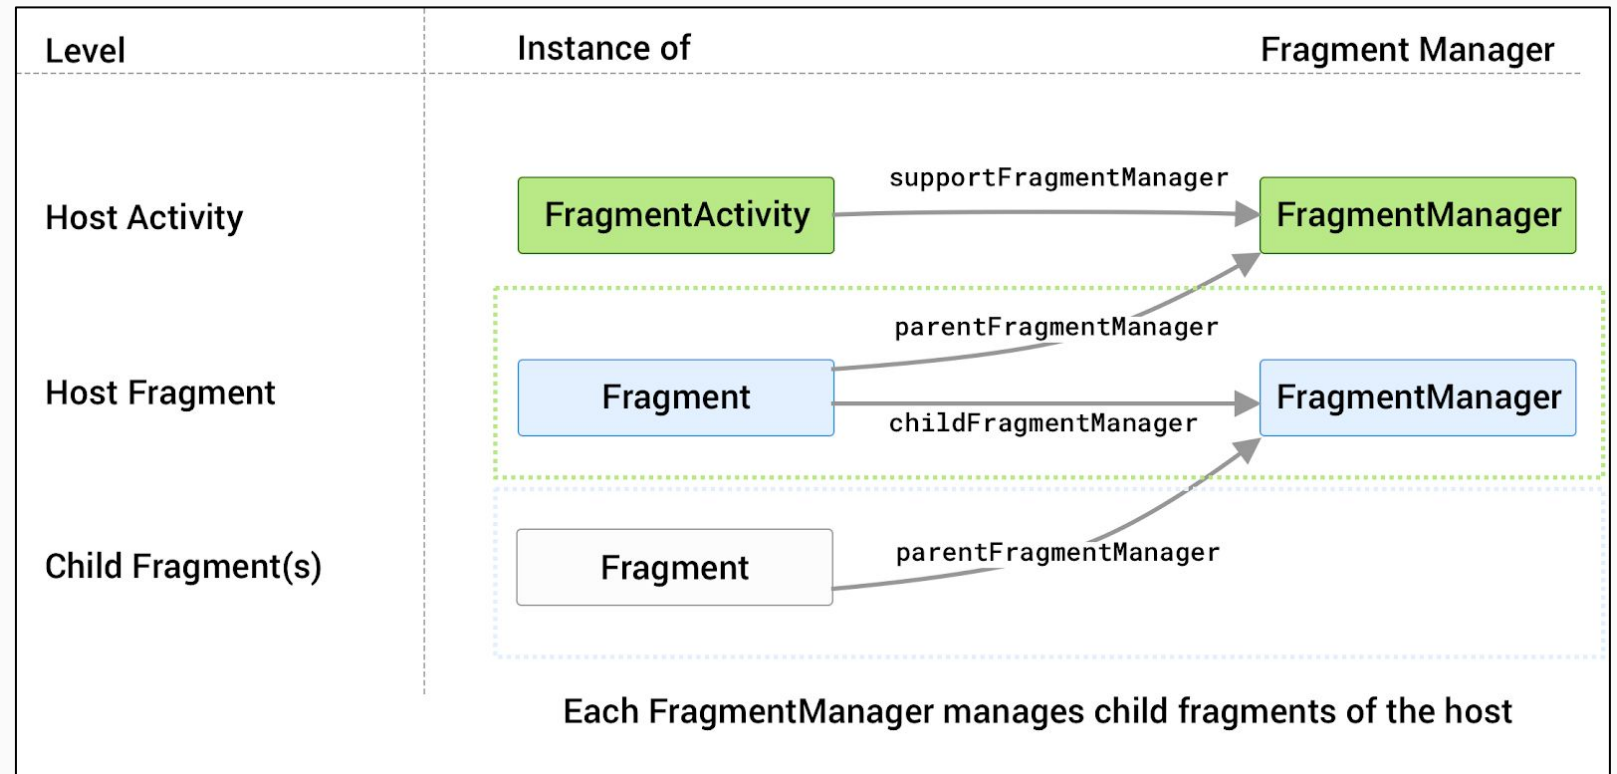 Level
Instance of
Fragment Manager
supportFragmentManager
Host Activity
FragmentActivity
FragmentManager
parentFragmentManager
Host Fragment
Fragment
FragmentManager
childFragmentManager
parentFragmentManager
Child Fragment(s)
Fragment
Each FragmentManager manages child fragments of the host